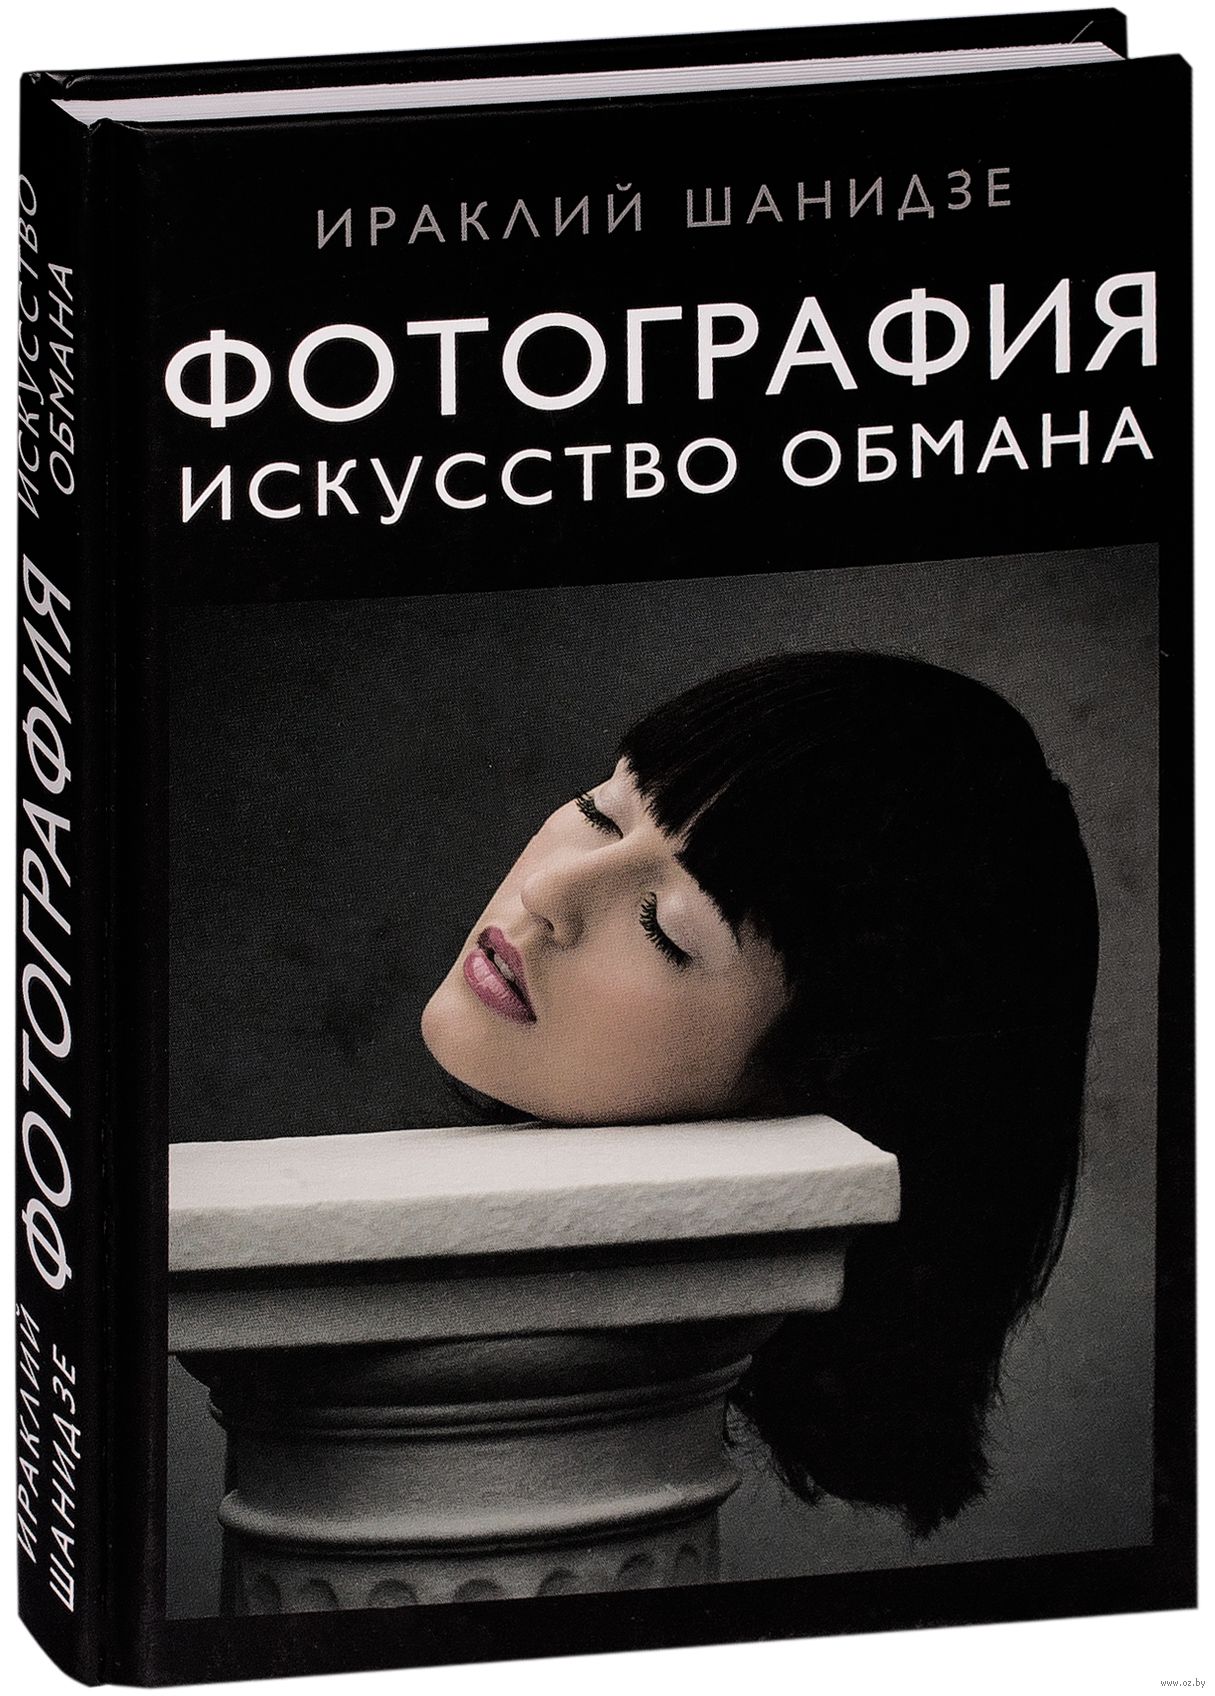 ИРАКЛИЙ ШАНИДЗЕ
ФОТОГРАФИЯ
ИСКУССТВО ОБМАНА
ИРАКЛИЙ
ШАНИДЗЕ
ФОТОГРАФИЯ
ИСКУССТВО
ОБМАНА
www.oz.by